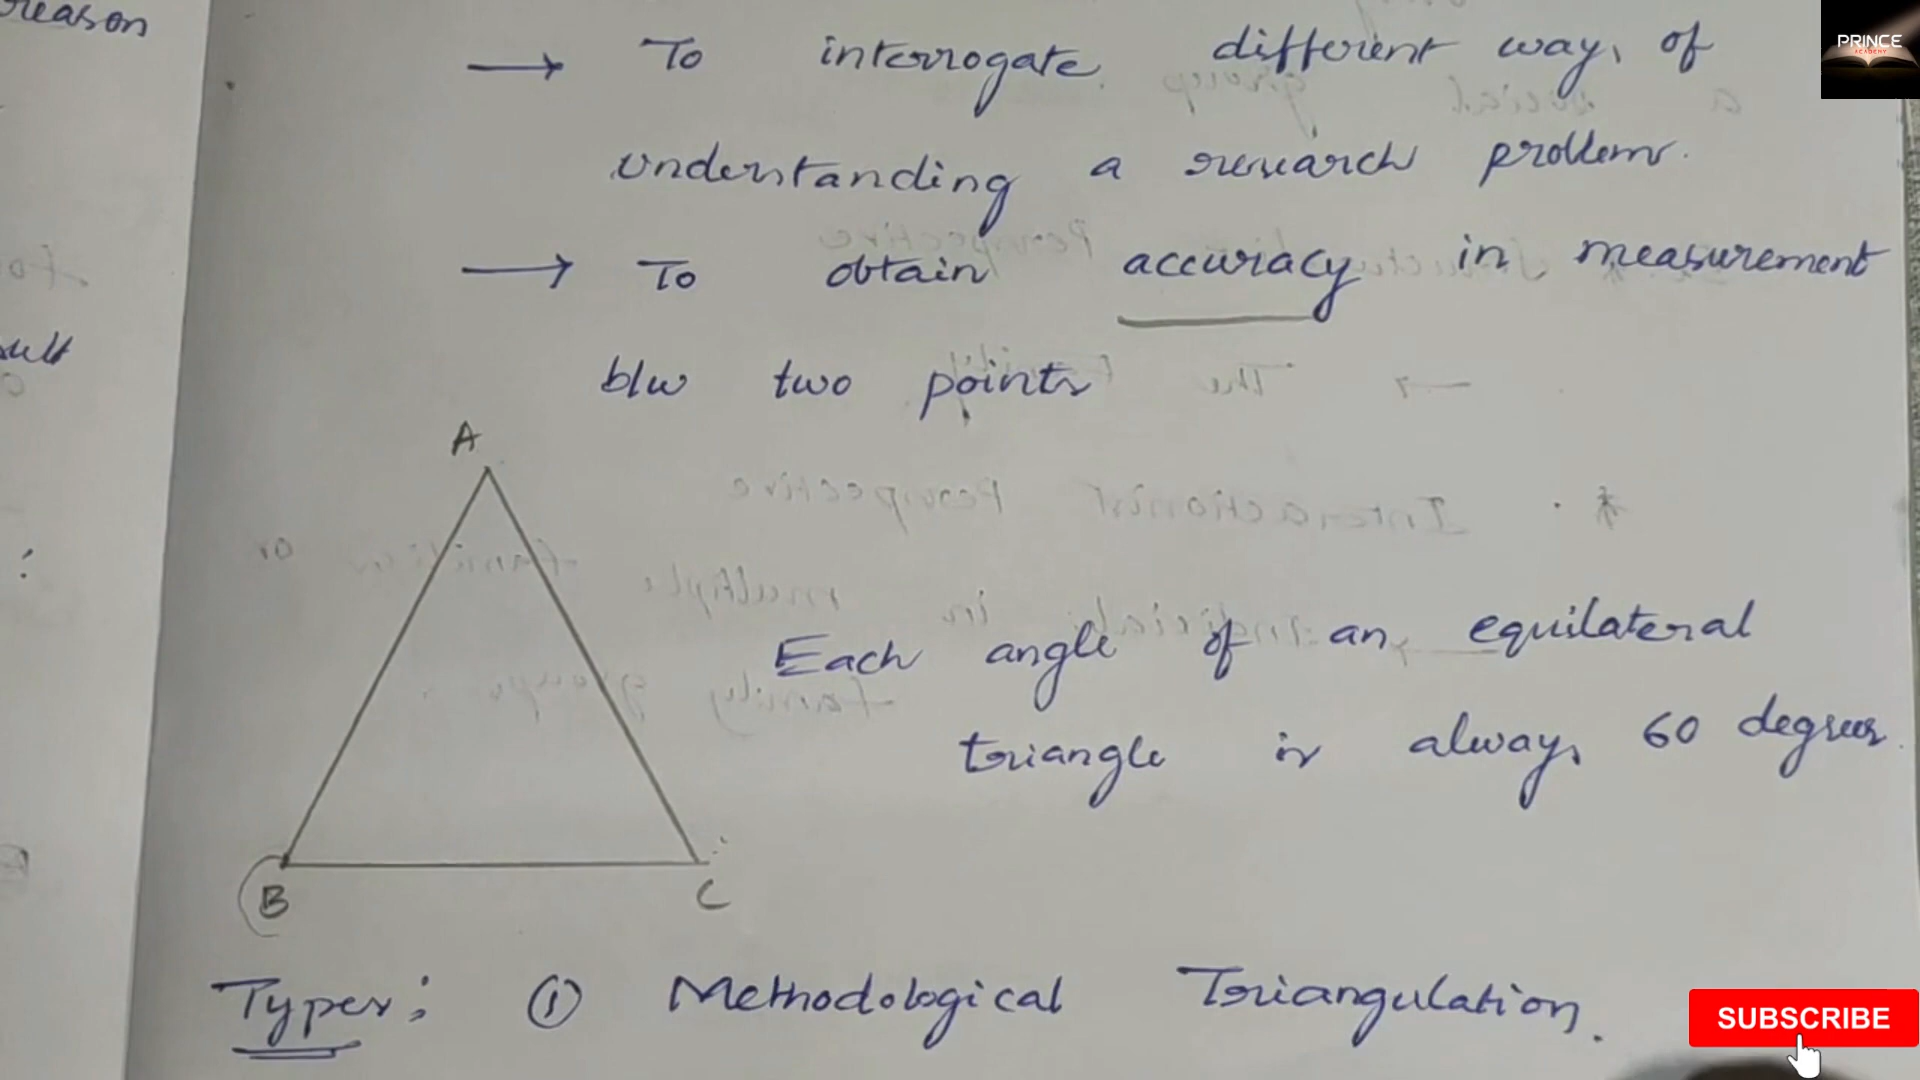 reason
→ To interrogate different ways of
understanding a research problem.
→ To obtain accuracy in measurement
b/w two points
A
Each angle of an equilateral
triangle is always 60 degrees.
B
C
Types: ① Methodological Triangulation.
PRINCE
ACADEMY
SUBSCRIBE